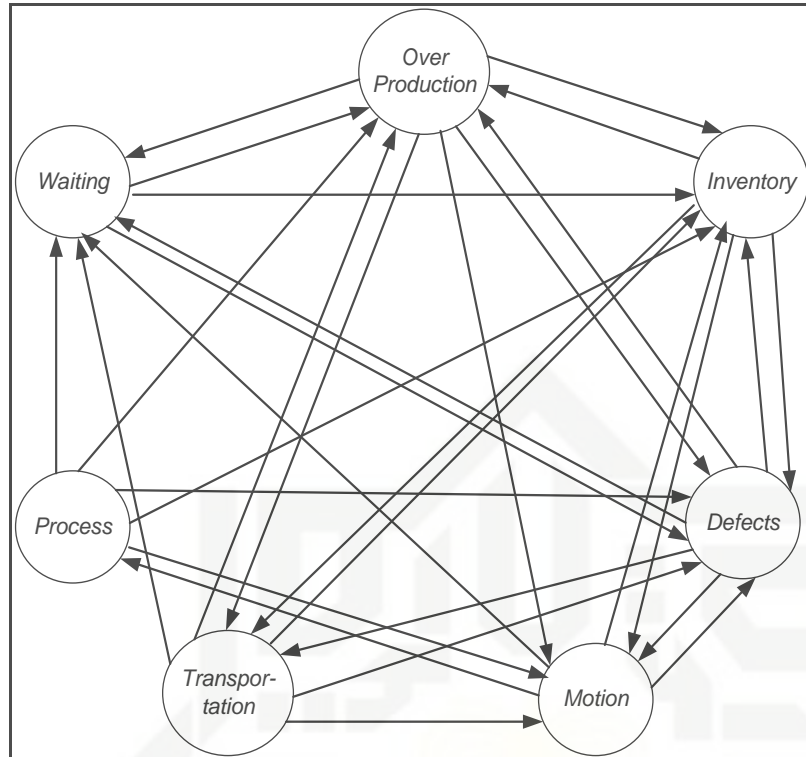 Over
Production
Waiting
Inventory
Process
Defects
Transpor-
tation
Motion